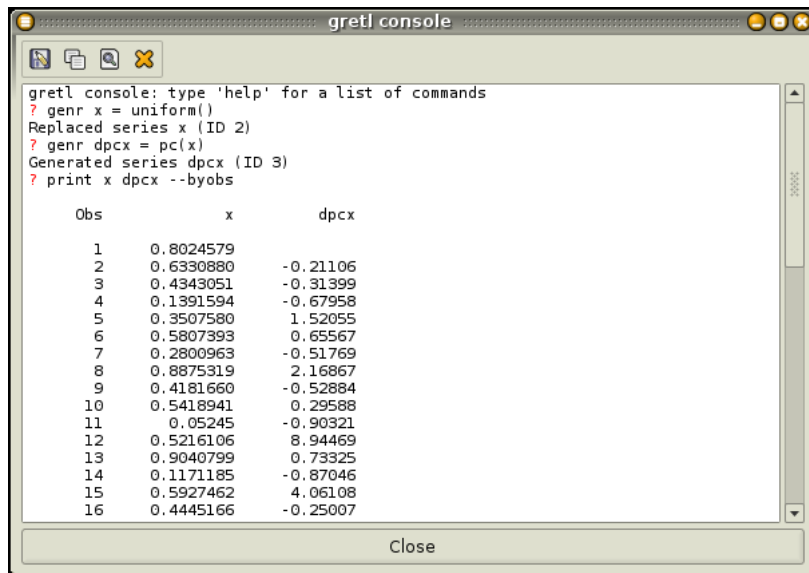 gretl console
gretl console: type 'help' for a list of commands
? genr x = uniform()
Replaced series x (ID 2)
? genr dpcx = pc(x)
Generated series dpcx (ID 3)
? print x dpcx --byobs
Obs x dpcx
1 0.8024579
2 0.6330880 -0.21106
3 0.4343051 -0.31399
4 0.1391594 -0.67958
5 0.3507580 1.52055
6 0.5807393 0.65567
7 0.2800963 -0.51769
8 0.8875319 2.16867
9 0.4181660 -0.52884
10 0.5418941 0.29588
11 0.05245 -0.90321
12 0.5216106 8.94469
13 0.9040799 0.73325
14 0.1171185 -0.87046
15 0.5927462 4.06108
16 0.4445166 -0.25007
Close